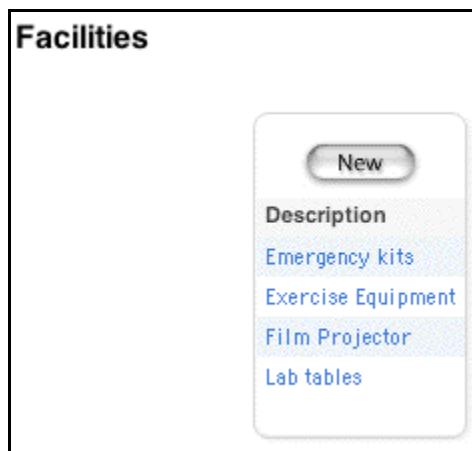 Facilities
New
Description
Emergency kits
Exercise Equipment
Film Projector
Lab tables